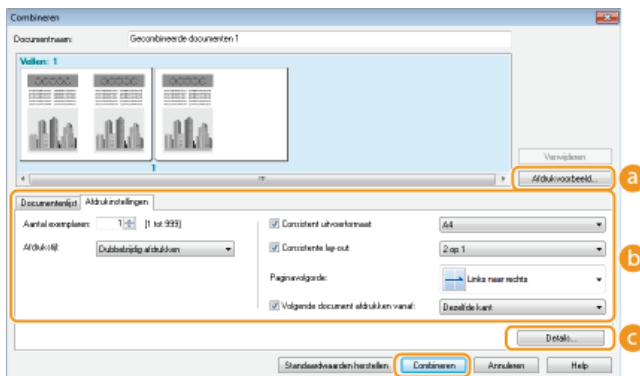 Combineren
Documentnaam: Gecombineerde documenten 1
Vellen: 1
1
Verwijderen
Afdrukvoorbeeld... a
Documentenlijst Afdrukinstellingen
Aantal exemplaren: 1 [1 tot 999] Consistent uitvoerformaat: A4
Afdrukstijl: Dubbelzijdig afdrukken Consistente lay-out 2 op 1
b
Paginavolgorde: Links naar rechts
Volgende document afdrukken vanaf: Dezelfde kant
Details... c
Standaardwaarden herstellen Combineren Annuleren Help